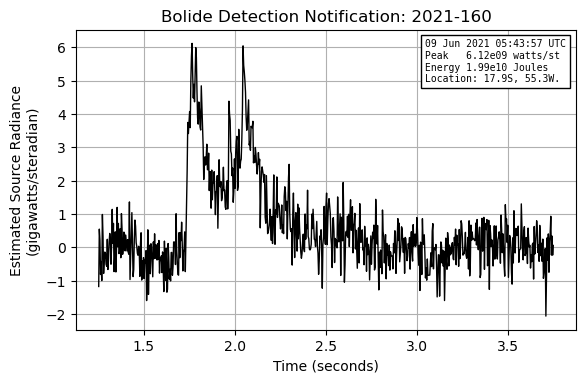 Bolide Detection Notification: 2021-160
09 Jun 2021 05:43:57 UTC
Peak   6.12e09 watts/st
Energy 1.99e10 Joules
Location: 17.9S, 55.3W.
Estimated Source Radiance
(gigawatts/steradian)
6
5
4
3
2
1
0
−1
−2
1.5 2.0 2.5 3.0 3.5
Time (seconds)